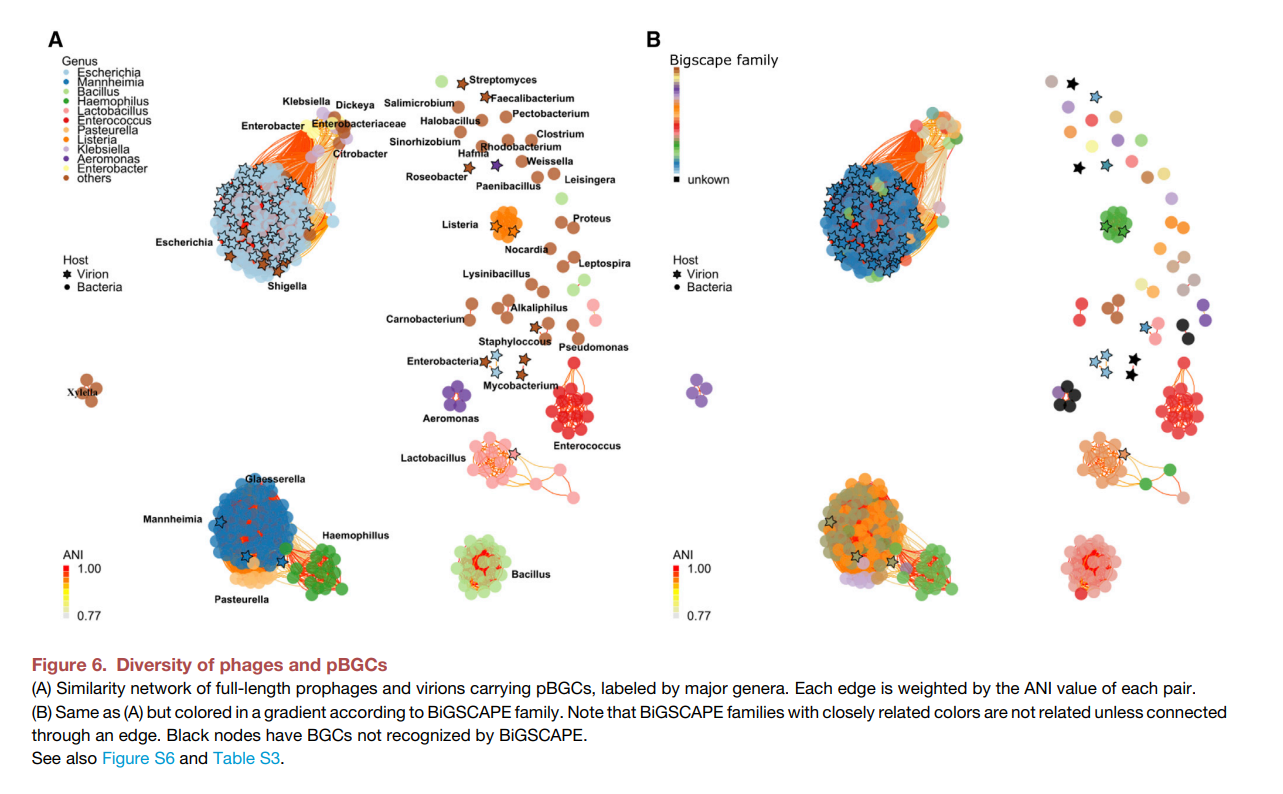 A
Genus
Escherichia
Mannheimia
Bacillus
Haemophilus
Lactobacillus
Enterococcus
Pasteurella
Listeria
Klebsiella
Aeromonas
Enterobacter
others
Klebsiella
Dickeya
Enterobacter
Enterobacteriaceae
Citrobacter
Escherichia
Shigella
Host
Virion
Bacteria
Streptomyces
Faecalibacterium
Salimicrobium
Pectobacterium
Halobacillus
Clostrium
Sinorhizobium
Rhodobacterium
Hafnia
Weissella
Roseobacter
Paenibacillus
Leisingera
Listeria
Proteus
Nocardia
Leptospira
Lysinibacillus
Alkaliphilus
Carnobacterium
Staphyloccous
Pseudomonas
Enterobacteria
Mycobacterium
Xylella
Aeromonas
Enterococcus
Lactobacillus
Glaesserella
Mannheimia
Haemophillus
Bacillus
Pasteurella
ANI
1.00
0.77
B
Bigscape family
unkown
Host
Virion
Bacteria
ANI
1.00
0.77
Figure 6. Diversity of phages and pBGCs
(A) Similarity network of full-length prophages and virions carrying pBGCs, labeled by major genera. Each edge is weighted by the ANI value of each pair.
(B) Same as (A) but colored in a gradient according to BiGSCAPE family. Note that BiGSCAPE families with closely related colors are not related unless connected
through an edge. Black nodes have BGCs not recognized by BiGSCAPE.
See also Figure S6 and Table S3.